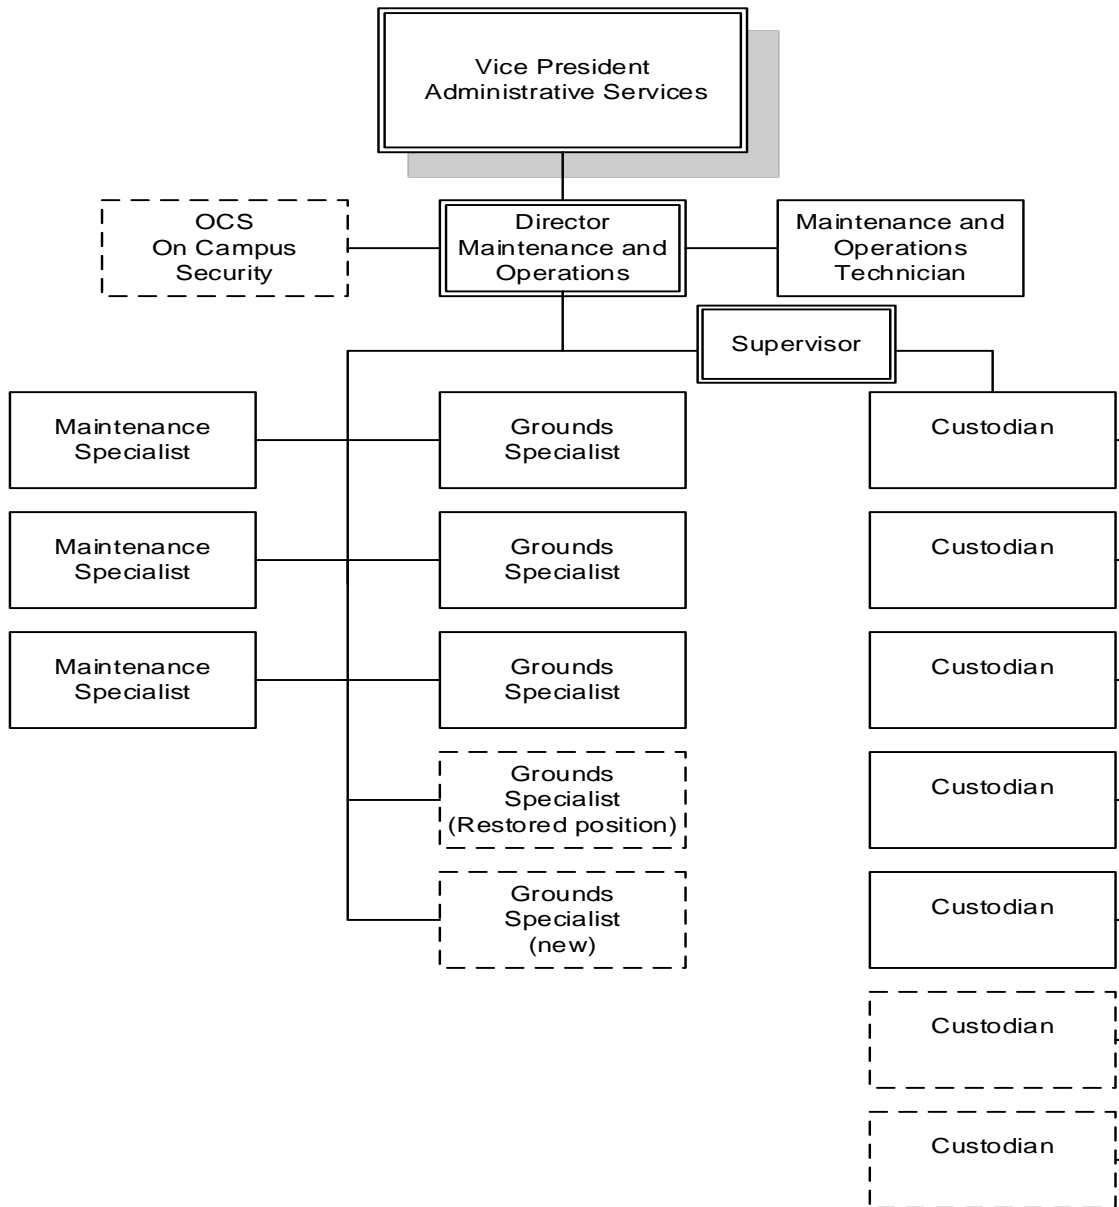 Vice President
Administrative Services
OCS
On Campus
Security
Director
Maintenance and
Operations
Maintenance and
Operations
Technician
Supervisor
Maintenance
Specialist
Grounds
Specialist
Custodian
Maintenance
Specialist
Grounds
Specialist
Custodian
Maintenance
Specialist
Grounds
Specialist
Custodian
Grounds
Specialist
(Restored position)
Custodian
Grounds
Specialist
(new)
Custodian
Custodian
Custodian